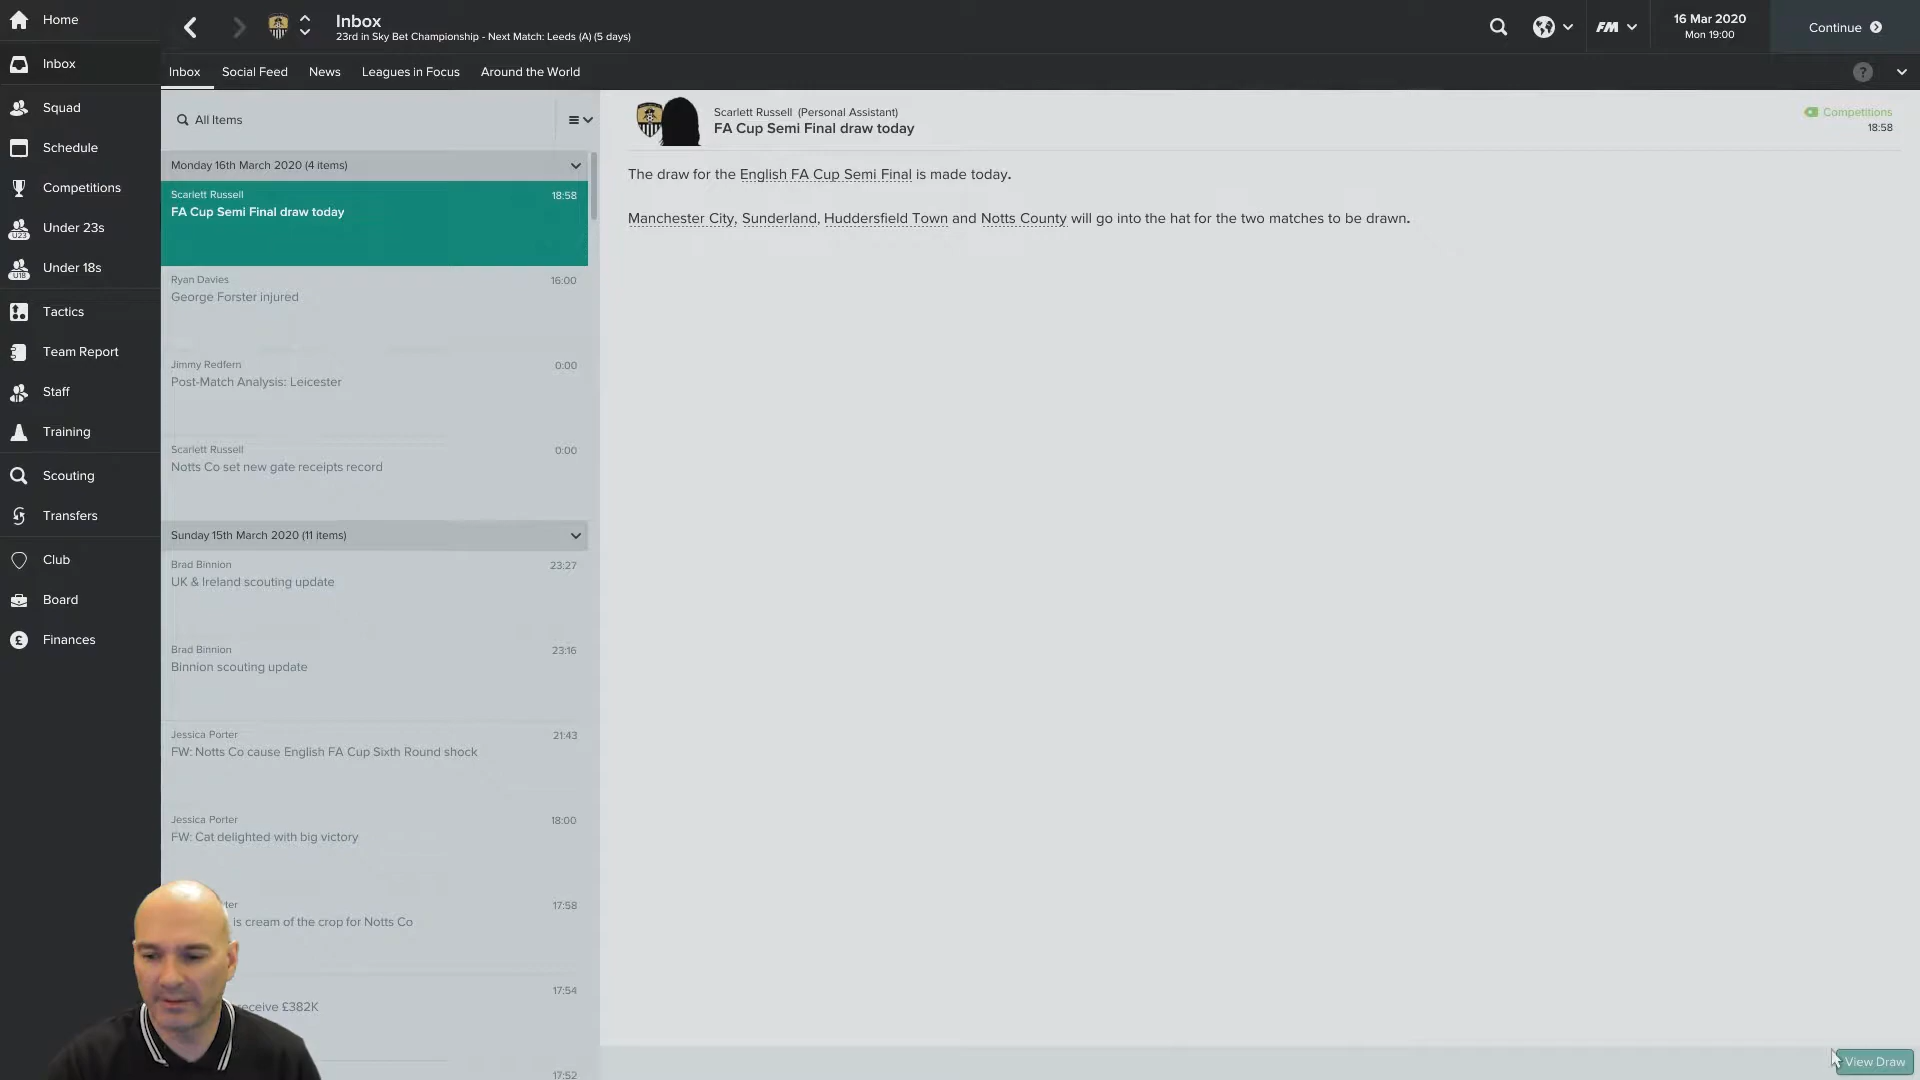 Home
Inbox
Squad
Schedule
Competitions
Under 23s
Under 18s
Tactics
Team Report
Staff
Training
Scouting
Transfers
Club
Board
Finances
Inbox
23rd in Sky Bet Championship - Next Match: Leeds (A) (5 days)
FM
16 Mar 2020
Mon 19:00
Continue
Inbox
Social Feed
News
Leagues in Focus
Around the World
?
All Items
Monday 16th March 2020 (4 items)
Scarlett Russell 18:58
FA Cup Semi Final draw today
Ryan Davies 16:00
George Forster injured
Jimmy Redfern 0:00
Post-Match Analysis: Leicester
Scarlett Russell 0:00
Notts Co set new gate receipts record
Sunday 15th March 2020 (11 items)
Brad Binnion 23:27
UK & Ireland scouting update
Brad Binnion 23:16
Binnion scouting update
Jessica Porter 21:43
FW: Notts Co cause English FA Cup Sixth Round shock
Jessica Porter 18:00
FW: Cat delighted with big victory
ter 17:58
is cream of the crop for Notts Co
17:54
receive £382K
17:52
Scarlett Russell (Personal Assistant)
FA Cup Semi Final draw today
Competitions
18:58
The draw for the English FA Cup Semi Final is made today.
Manchester City, Sunderland, Huddersfield Town and Notts County will go into the hat for the two matches to be drawn.
View Draw